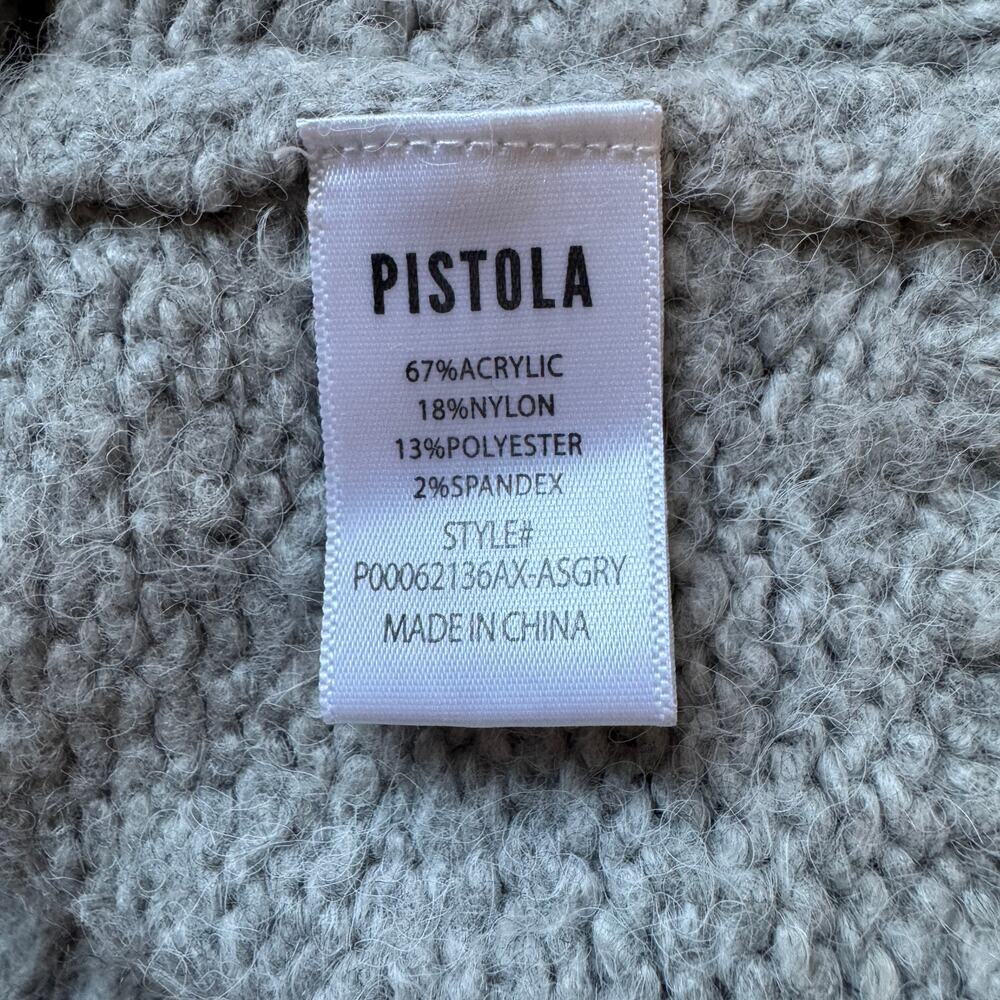 PISTOLA
67%ACRYLIC
18%NYLON
13%POLYESTER
2%SPANDEX
STYLE#
P00062136AX-ASGRY
MADE IN CHINA